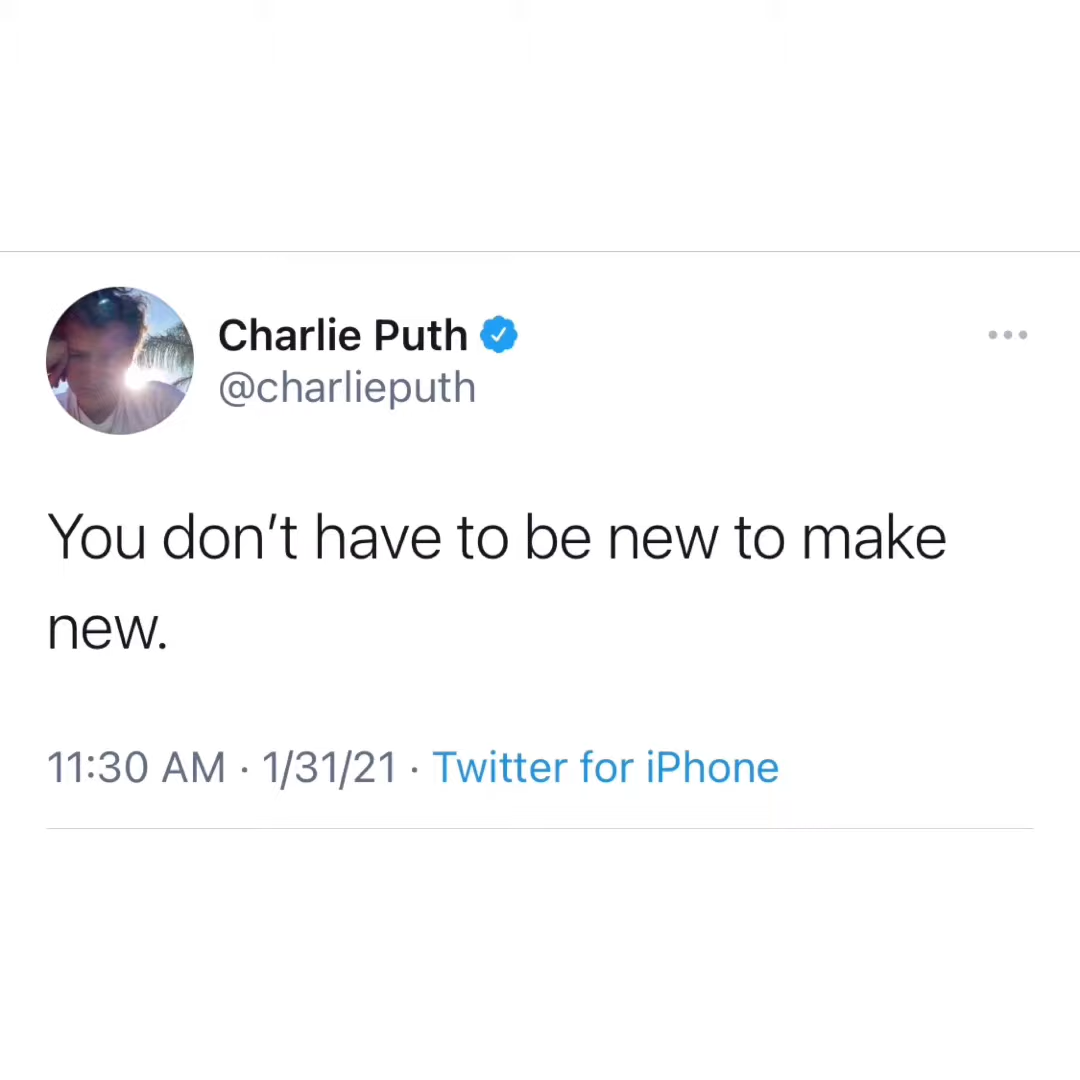 Charlie Puth
@charlieputh
You don’t have to be new to make
new.
11:30 AM · 1/31/21 · Twitter for iPhone